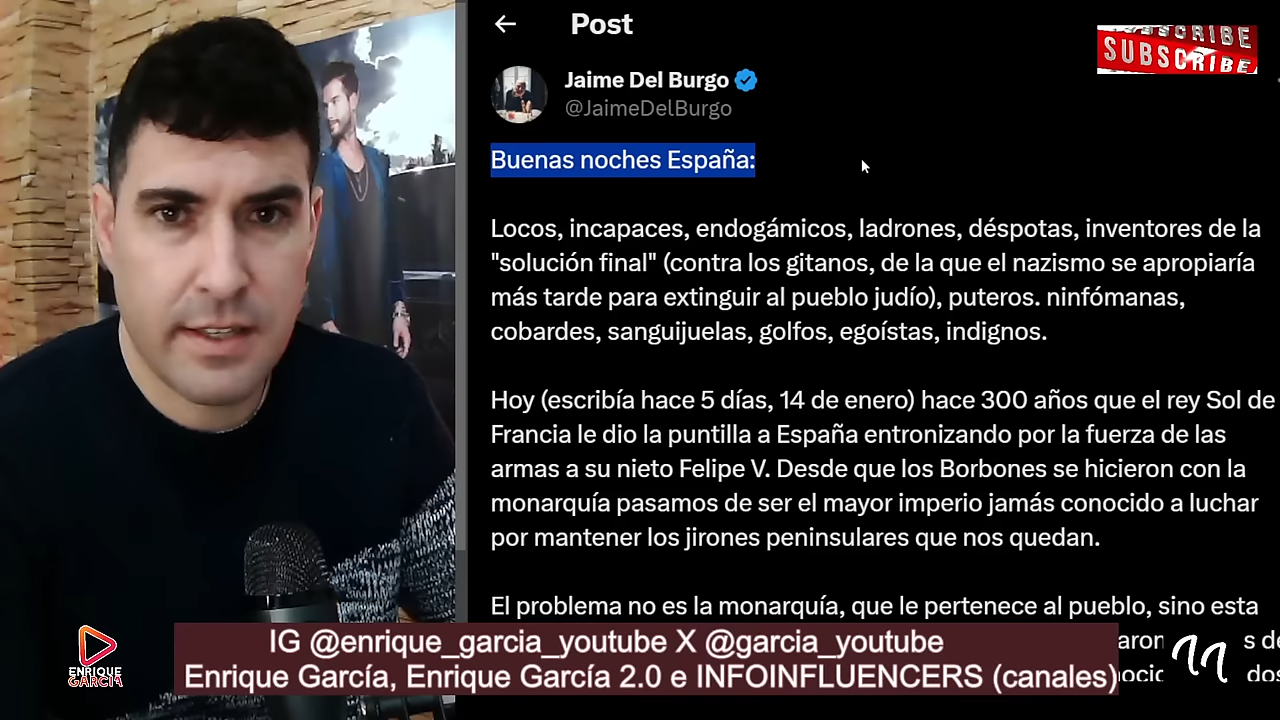 Post
SUBSCRIBE
SUBSCRIBE
Jaime Del Burgo
@JaimeDelBurgo
Buenas noches España:
Locos, incapaces, endogámicos, ladrones, déspotas, inventores de la
"solución final" (contra los gitanos, de la que el nazismo se apropiaría
más tarde para extinguir al pueblo judío), puteros. ninfómanas,
cobardes, sanguijuelas, golfos, egoístas, indignos.
Hoy (escribía hace 5 días, 14 de enero) hace 300 años que el rey Sol de
Francia le dio la puntilla a España entronizando por la fuerza de las
armas a su nieto Felipe V. Desde que los Borbones se hicieron con la
monarquía pasamos de ser el mayor imperio jamás conocido a luchar
por mantener los jirones peninsulares que nos quedan.
El problema no es la monarquía, que le pertenece al pueblo, sino esta
IG @enrique_garcia_youtube X @garcia_youtube
Enrique García, Enrique García 2.0 e INFOINFLUENCERS (canales)
ENRIQUE
GARCÍA